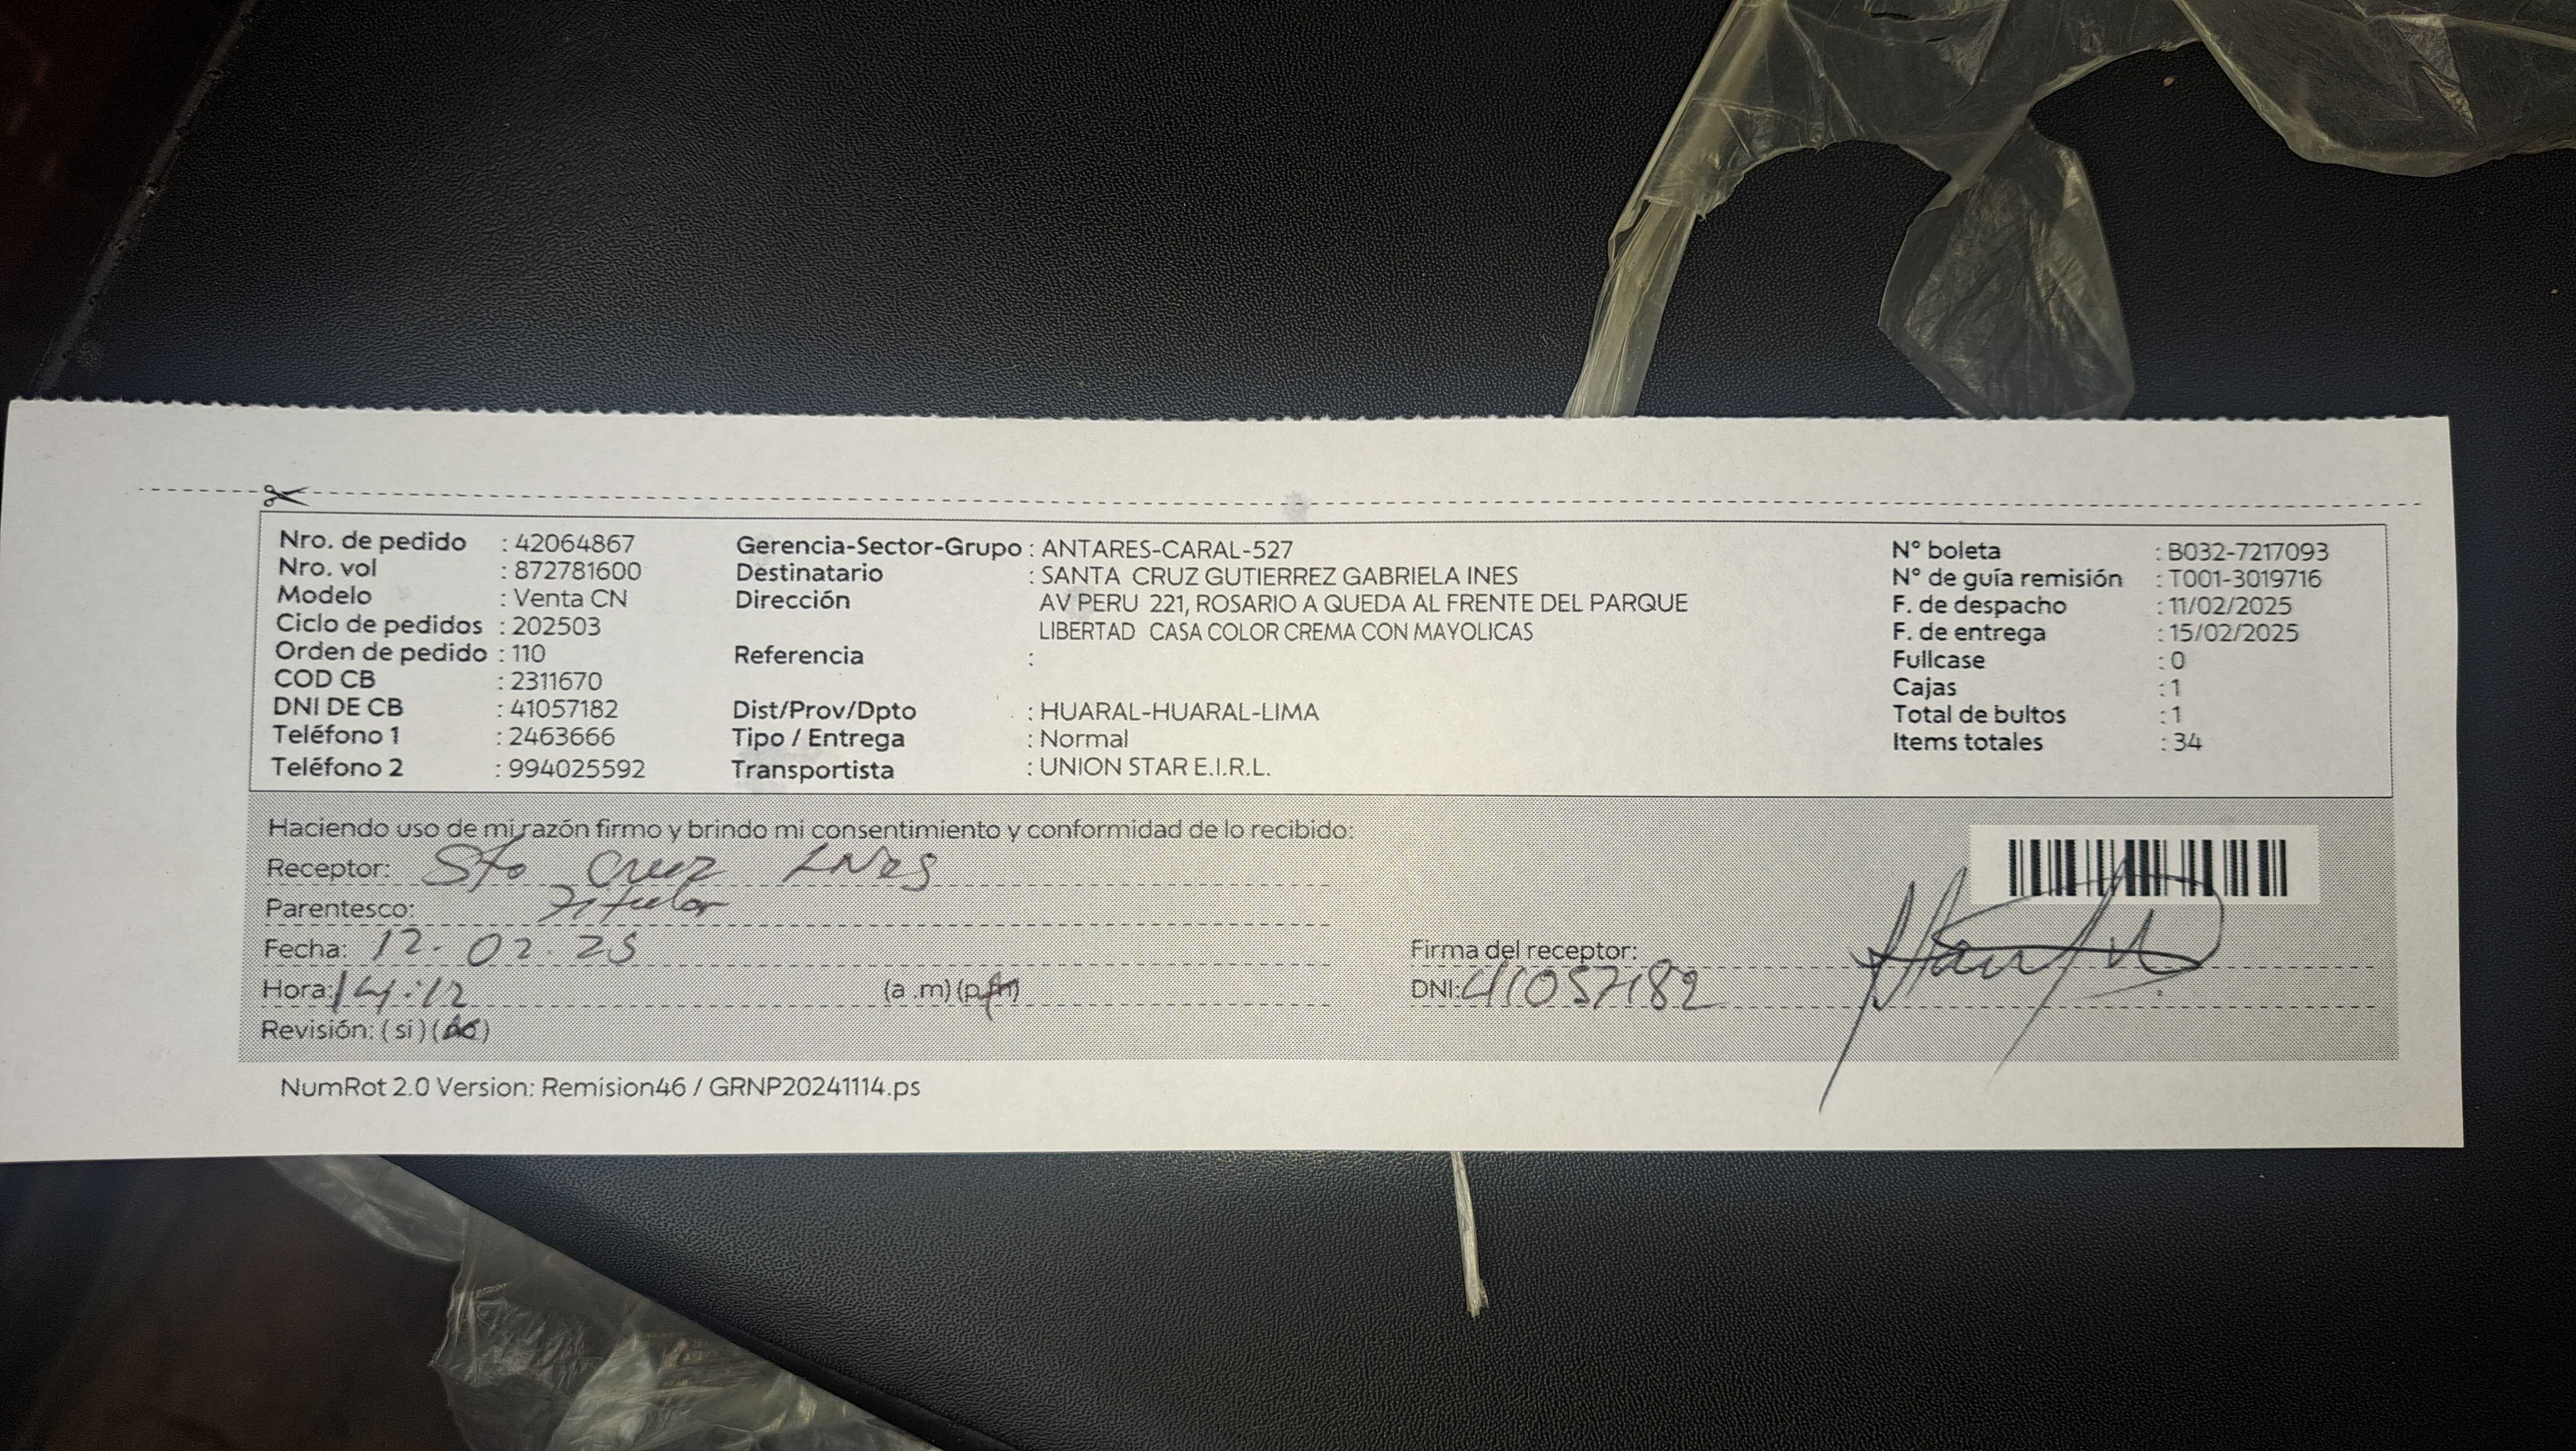 Nro. de pedido : 42064867
Nro. vol : 872781600
Modelo : Venta CN
Ciclo de pedidos : 202503
Orden de pedido : 110
COD CB : 2311670
DNI DE CB : 41057182
Teléfono 1 : 2463666
Teléfono 2 : 994025592
Gerencia-Sector-Grupo : ANTARES-CARAL-527
Destinatario : SANTA CRUZ GUTIERREZ GABRIELA INES
Dirección AV PERU 221, ROSARIO A QUEDA AL FRENTE DEL PARQUE
LIBERTAD CASA COLOR CREMA CON MAYOLICAS
Referencia :
Dist/Prov/Dpto : HUARAL-HUARAL-LIMA
Tipo / Entrega : Normal
Transportista : UNION STAR E.I.R.L.
N° boleta : B032-7217093
N° de guía remisión : T001-3019716
F. de despacho : 11/02/2025
F. de entrega : 15/02/2025
Fullcase : 0
Cajas : 1
Total de bultos : 1
Items totales : 34
Haciendo uso de mi razón firmo y brindo mi consentimiento y conformidad de lo recibido:
Receptor: Sta Cruz Ines
Parentesco: Titular
Fecha: 12.02.25
Hora: 14:12 (a .m) (p.m)
Revisión: (si) (no)
Firma del receptor:
DNI: 41057182
NumRot 2.0 Version: Remision46 / GRNP20241114.ps